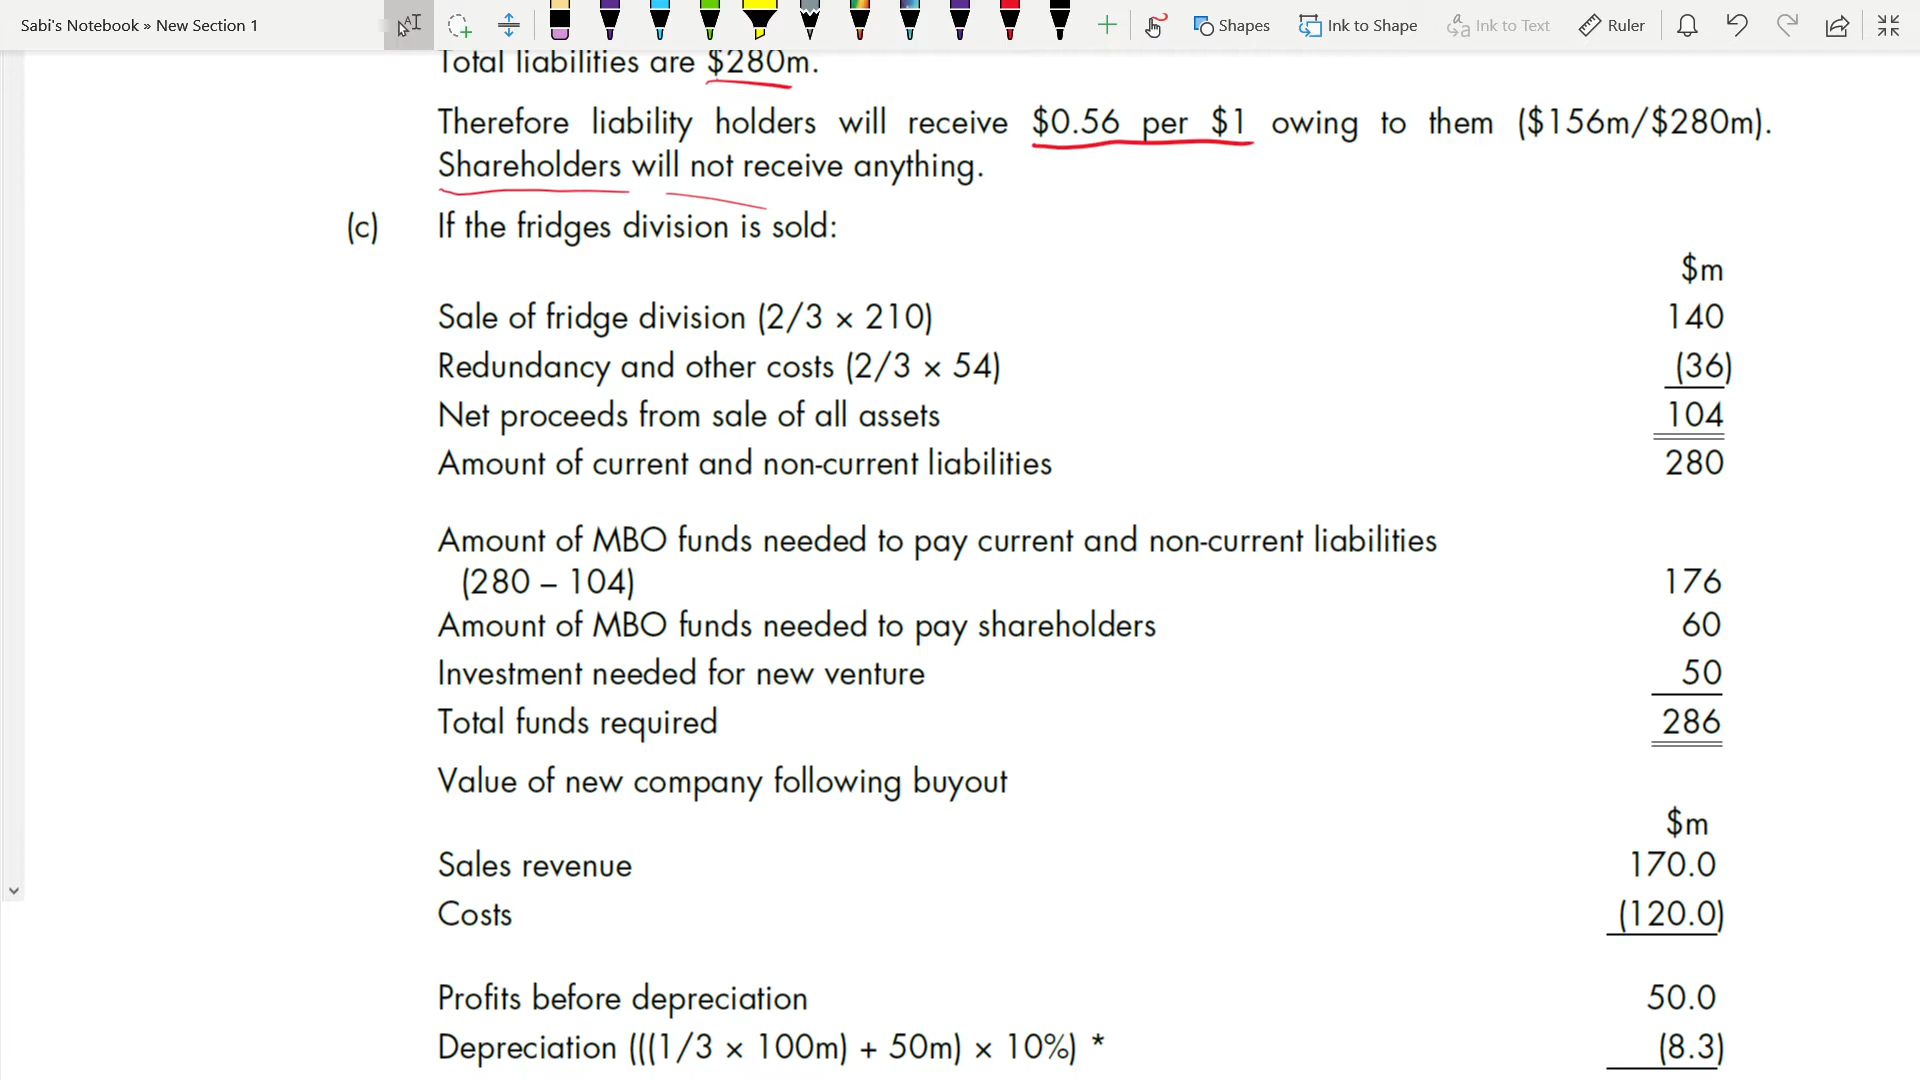 Sabi's Notebook » New Section 1
Shapes
Ink to Shape
Ink to Text
Ruler
Total liabilities are $280m.
Therefore liability holders will receive $0.56 per $1 owing to them ($156m/$280m).
Shareholders will not receive anything.
(c) If the fridges division is sold:
$m
Sale of fridge division (2/3 × 210) 140
Redundancy and other costs (2/3 × 54) (36)
Net proceeds from sale of all assets 104
Amount of current and non-current liabilities 280
Amount of MBO funds needed to pay current and non-current liabilities
(280 – 104) 176
Amount of MBO funds needed to pay shareholders 60
Investment needed for new venture 50
Total funds required 286
Value of new company following buyout
$m
Sales revenue 170.0
Costs (120.0)
Profits before depreciation 50.0
Depreciation (((1/3 × 100m) + 50m) × 10%) * (8.3)